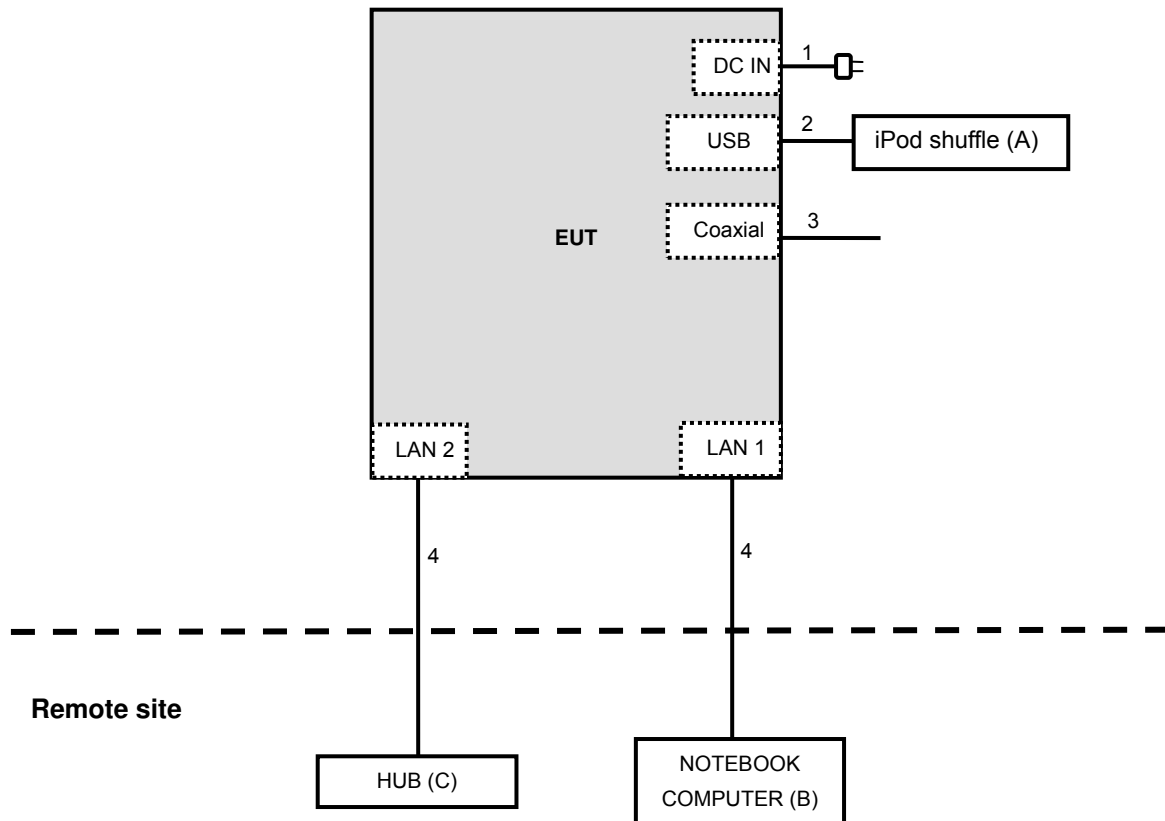 1
DC IN
2
USB
iPod shuffle (A)
3
Coaxial
EUT
LAN 2
LAN 1
4
4
Remote site
HUB (C)
NOTEBOOK
COMPUTER (B)